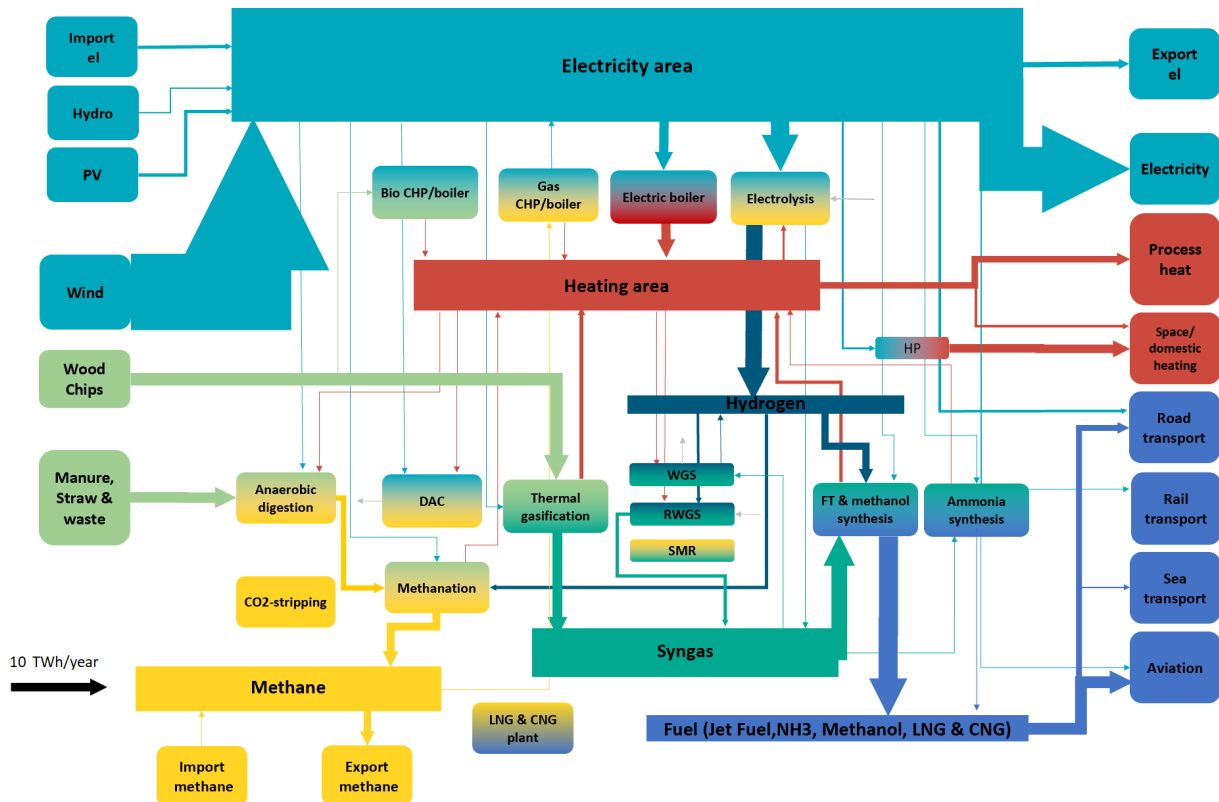 Import
el
Electricity area
Export
el
Hydro
PV
Electricity
Bio CHP/boiler
Gas
CHP/boiler
Electric boiler
Electrolysis
Process
heat
Wind
Heating area
Space/
domestic
heating
HP
Wood
Chips
Hydrogen
Road
transport
Manure,
Straw &
waste
Anaerobic
digestion
DAC
Thermal
gasification
WGS
RWGS
SMR
FT & methanol
synthesis
Ammonia
synthesis
Rail
transport
CO2-stripping
Methanation
Sea
transport
Syngas
10 TWh/year
Methane
Aviation
LNG & CNG
plant
Fuel (Jet Fuel,NH3, Methanol, LNG & CNG)
Import
methane
Export
methane